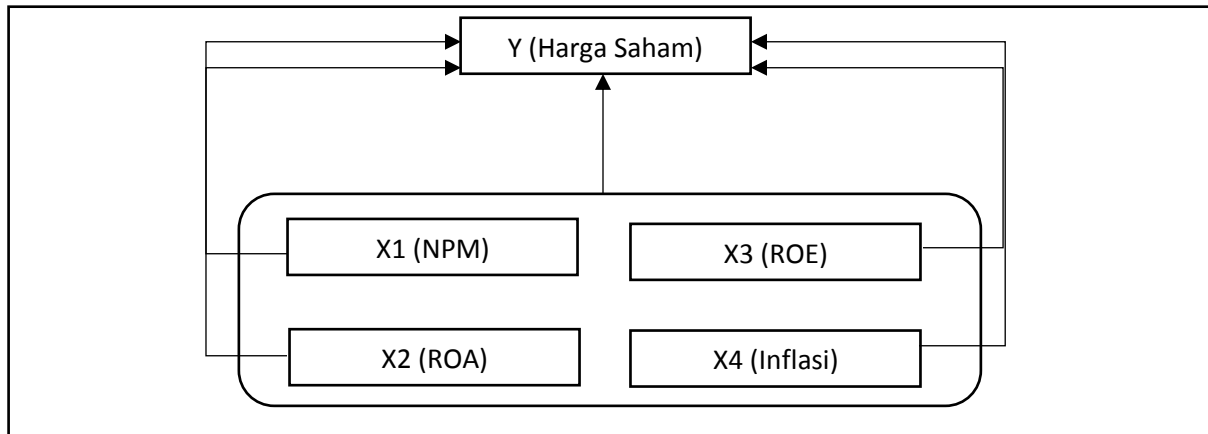 Y (Harga Saham)
X1 (NPM)
X3 (ROE)
X2 (ROA)
X4 (Inflasi)